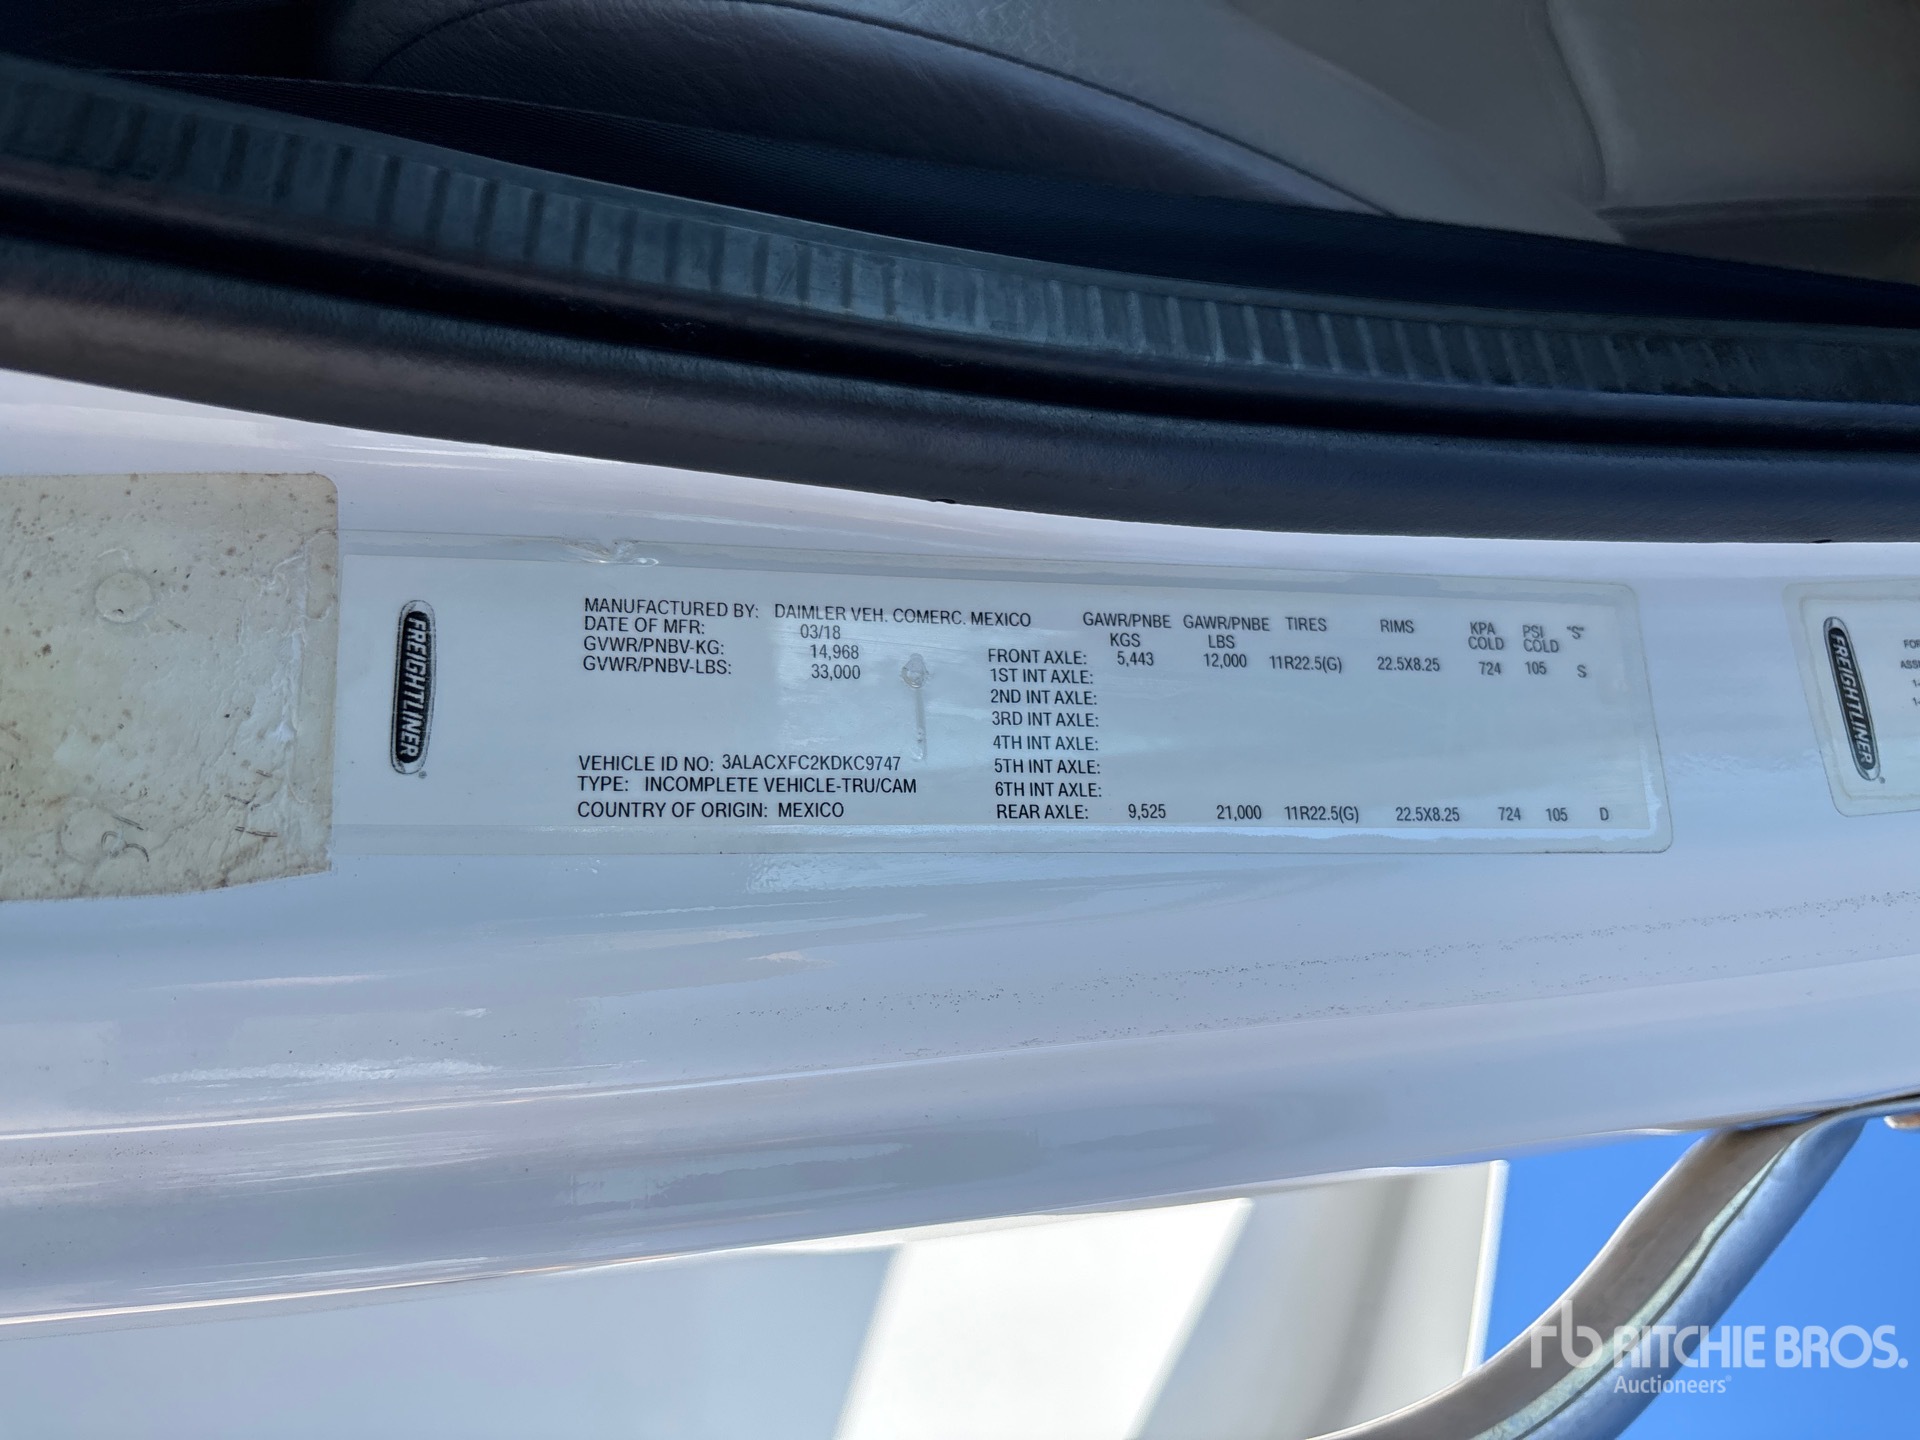 FREIGHTLINER
MANUFACTURED BY: DAIMLER VEH. COMERC. MEXICO
DATE OF MFR: 03/18
GVWR/PNBV-KG: 14,968
GVWR/PNBV-LBS: 33,000
VEHICLE ID NO: 3ALACXFC2KDKC9747
TYPE: INCOMPLETE VEHICLE-TRU/CAM
COUNTRY OF ORIGIN: MEXICO
GAWR/PNBE KGS GAWR/PNBE LBS TIRES RIMS KPA COLD PSI COLD "S"
FRONT AXLE: 5,443 12,000 11R22.5(G) 22.5X8.25 724 105 S
1ST INT AXLE:
2ND INT AXLE:
3RD INT AXLE:
4TH INT AXLE:
5TH INT AXLE:
6TH INT AXLE:
REAR AXLE: 9,525 21,000 11R22.5(G) 22.5X8.25 724 105 D
FREIGHTLINER
rb RITCHIE BROS.
Auctioneers